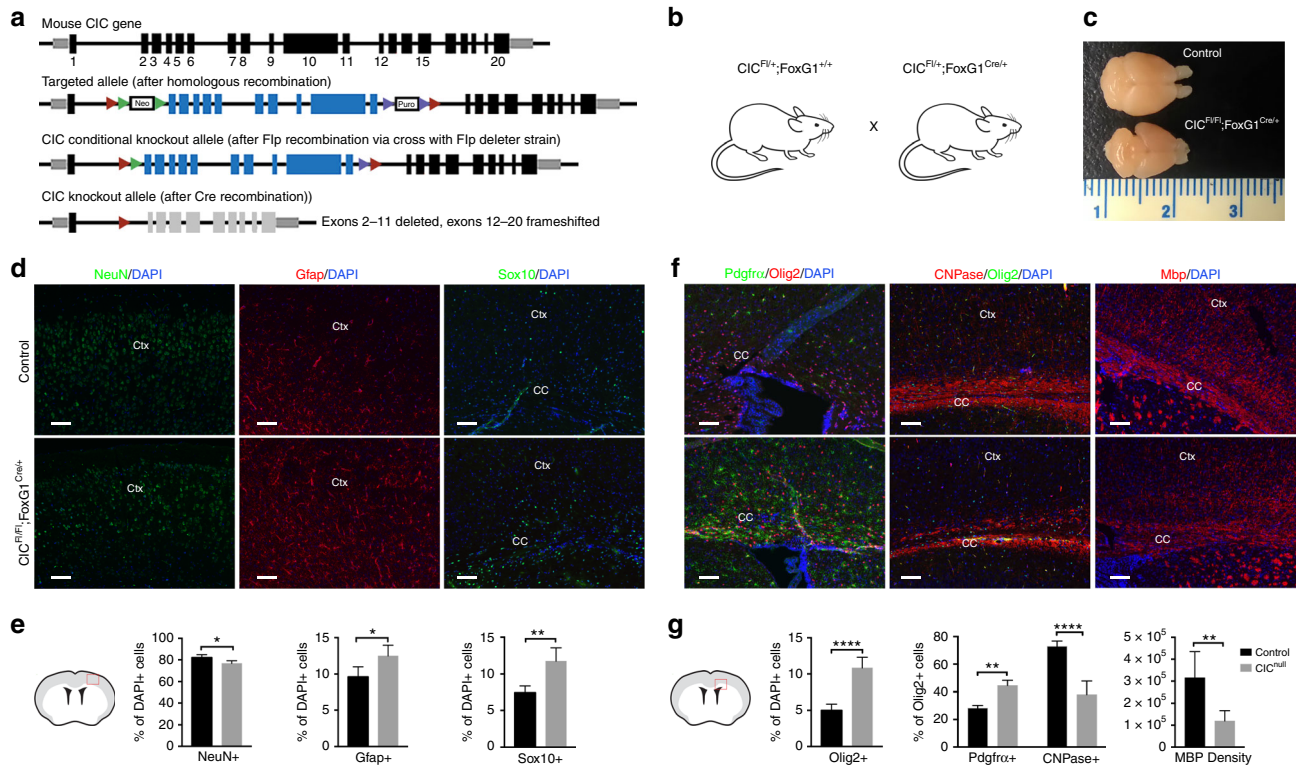 a
Mouse CIC gene
1 2 3 4 5 6 7 8 9 10 11 12 15 20
Targeted allele (after homologous recombination)
Neo Puro
CIC conditional knockout allele (after Flp recombination via cross with Flp deleter strain)
CIC knockout allele (after Cre recombination))
Exons 2–11 deleted, exons 12–20 frameshifted
b
CIC^Fl/+;FoxG1^+/+ CIC^Fl/+;FoxG1^Cre/+
X
c
Control
CIC^Fl/Fl;FoxG1^Cre/+
1 2 3
d
NeuN/DAPI Gfap/DAPI Sox10/DAPI
Control
Ctx Ctx Ctx
CC
CIC^Fl/Fl;FoxG1^Cre/+
Ctx Ctx Ctx
CC
f
Pdgfrα/Olig2/DAPI CNPase/Olig2/DAPI Mbp/DAPI
Ctx Ctx
CC CC CC
Ctx Ctx
CC CC CC
e
% of DAPI+ cells
100
80
60
40
20
0
*
NeuN+
% of DAPI+ cells
15
10
5
0
*
Gfap+
% of DAPI+ cells
15
10
5
0
**
Sox10+
g
% of DAPI+ cells
15
10
5
0
****
Olig2+
% of Olig2+ cells
80
60
40
20
0
**
****
Pdgfrα+ CNPase+
5 × 10^5
4 × 10^5
3 × 10^5
2 × 10^5
1 × 10^5
0
**
MBP Density
Control
CIC^null